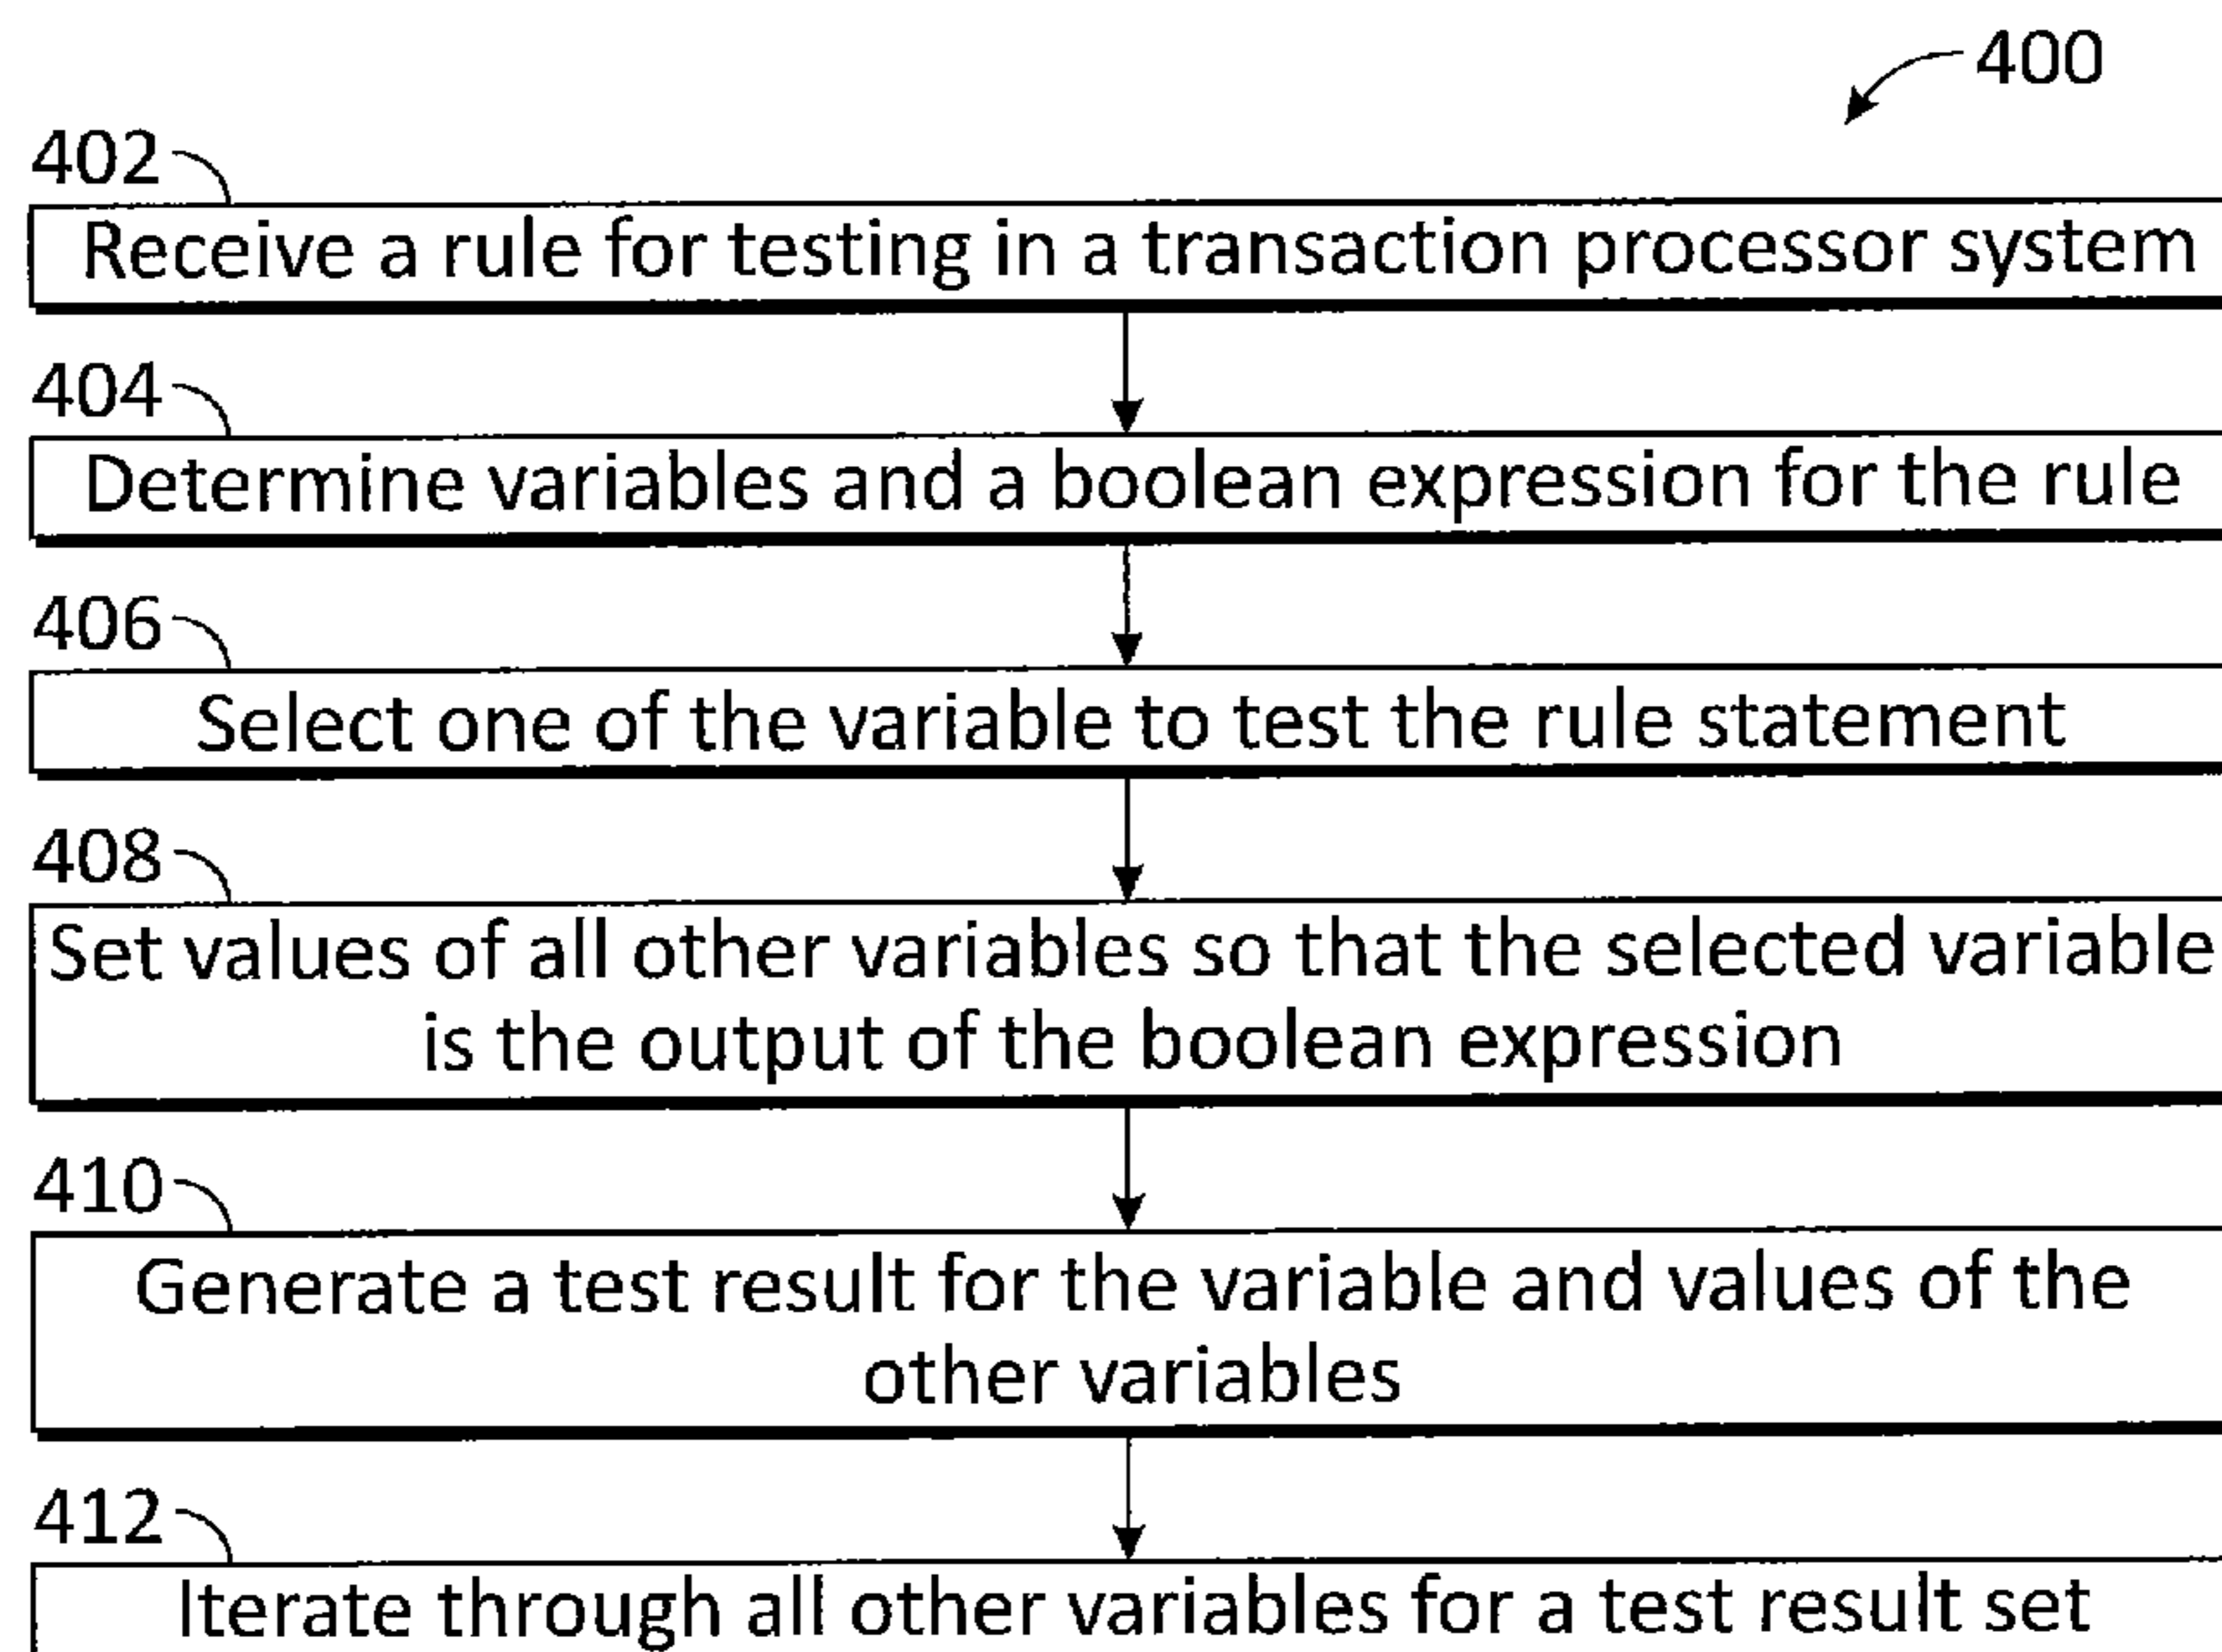 400
402
Receive a rule for testing in a transaction processor system
404
Determine variables and a boolean expression for the rule
406
Select one of the variable to test the rule statement
408
Set values of all other variables so that the selected variable
is the output of the boolean expression
410
Generate a test result for the variable and values of the
other variables
412
Iterate through all other variables for a test result set